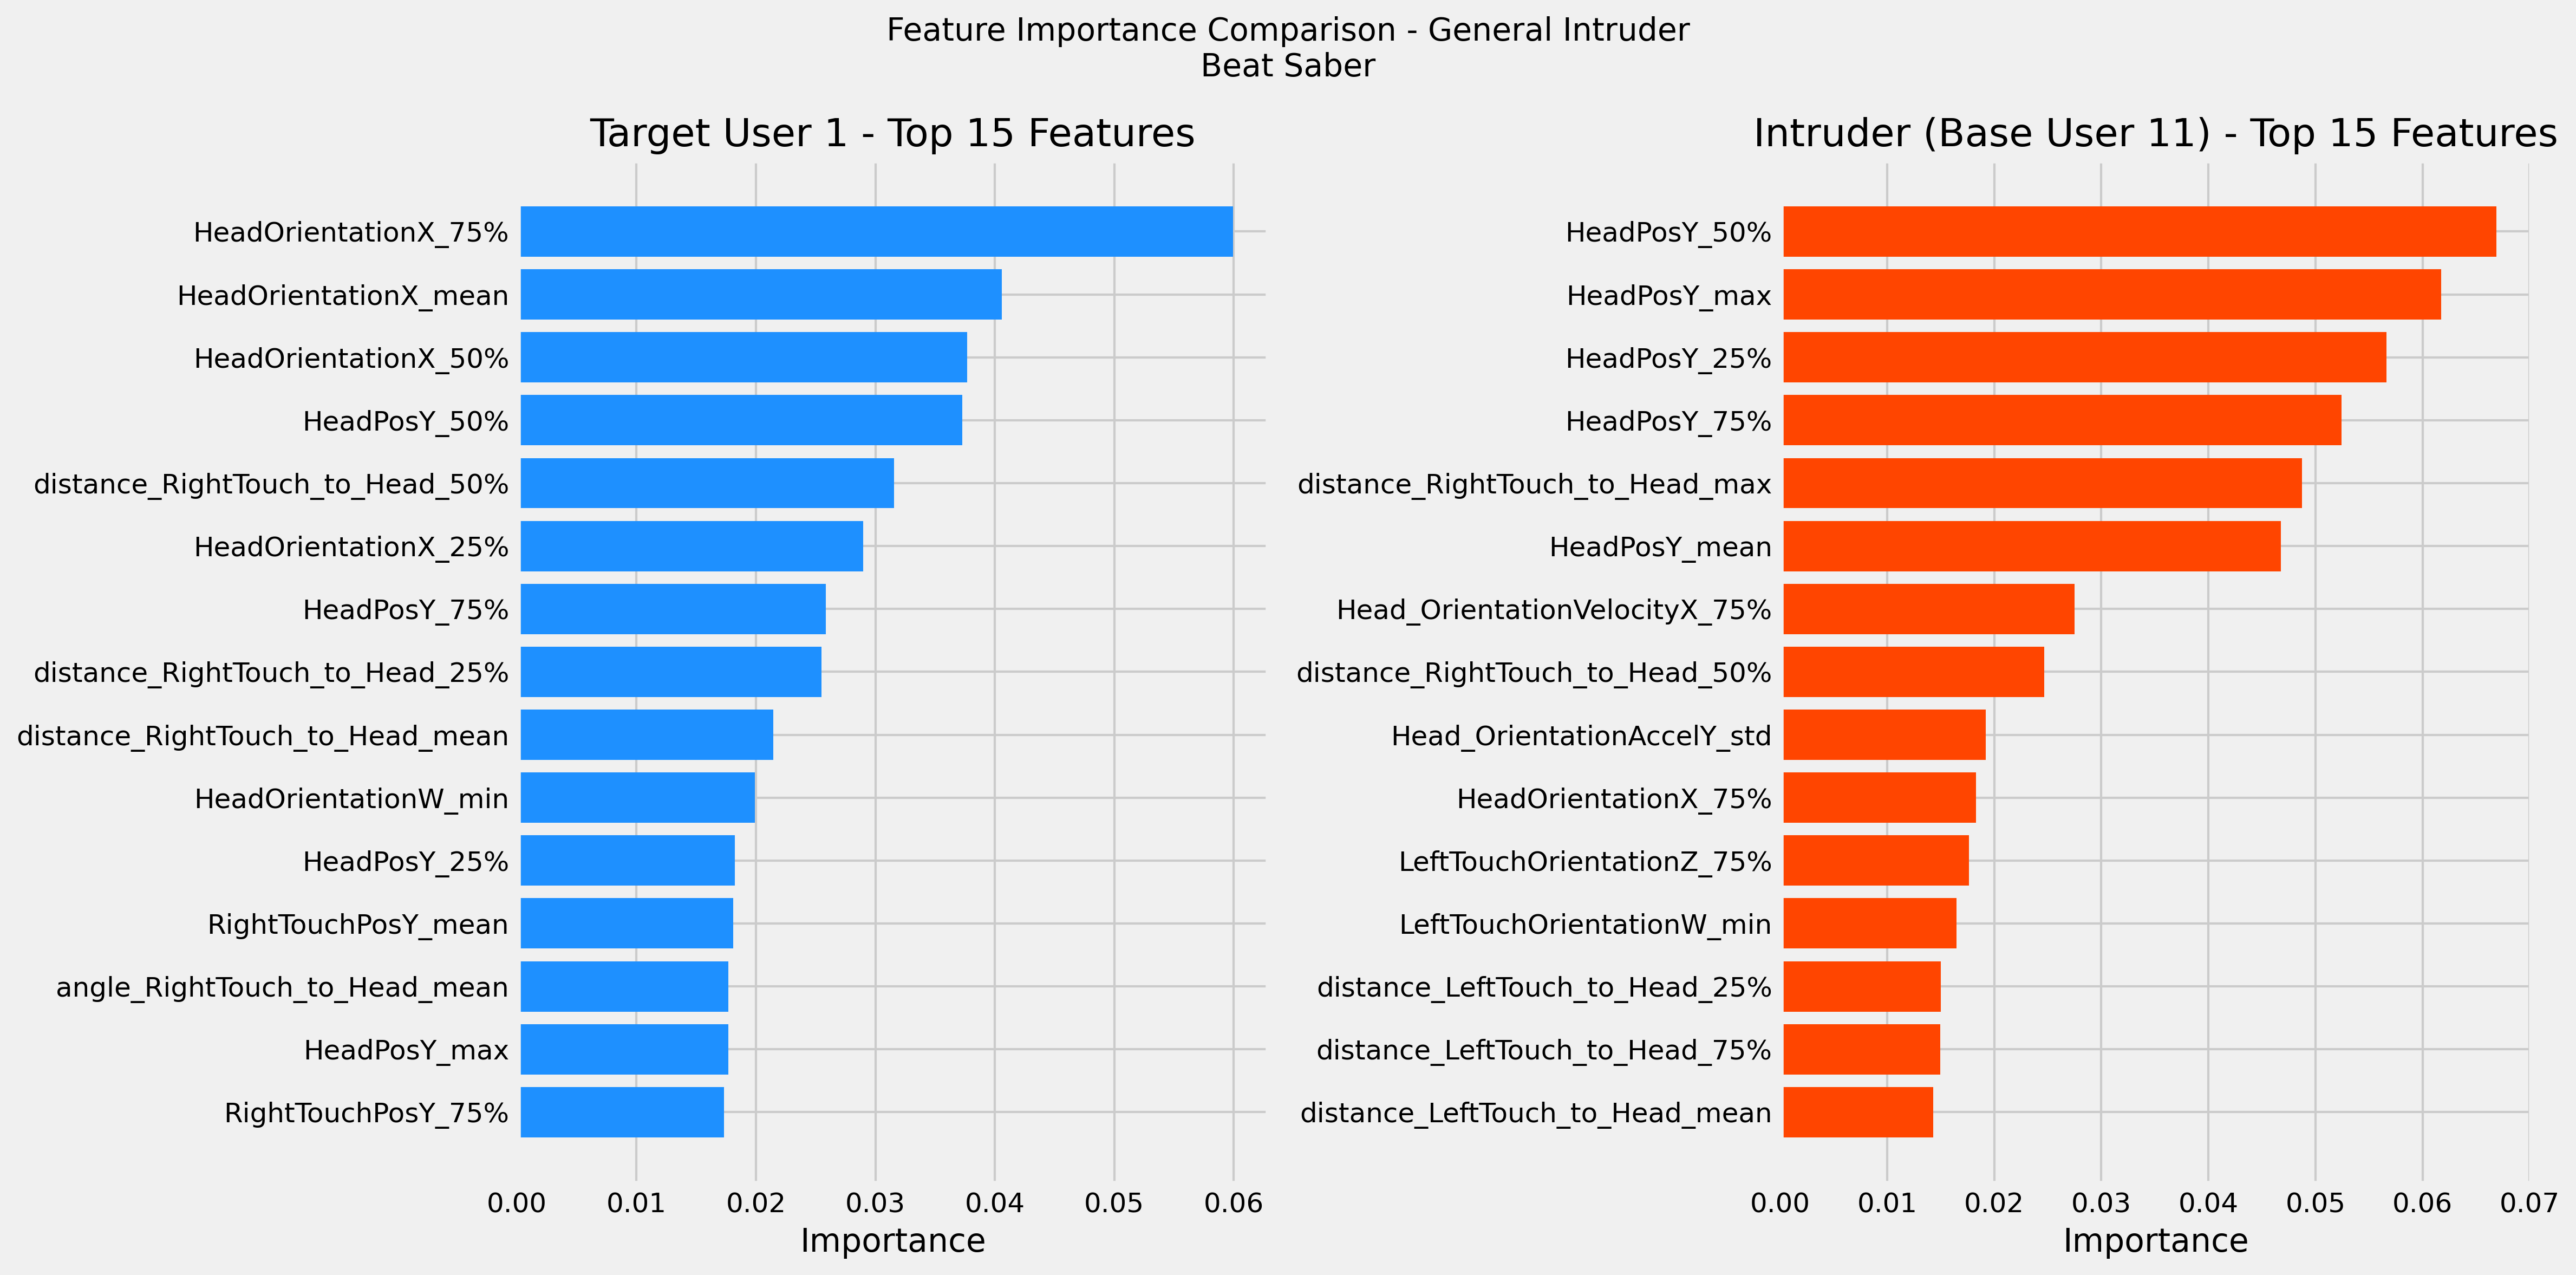 Feature Importance Comparison - General Intruder
Beat Saber
Target User 1 - Top 15 Features
HeadOrientationX_75%
HeadOrientationX_mean
HeadOrientationX_50%
HeadPosY_50%
distance_RightTouch_to_Head_50%
HeadOrientationX_25%
HeadPosY_75%
distance_RightTouch_to_Head_25%
distance_RightTouch_to_Head_mean
HeadOrientationW_min
HeadPosY_25%
RightTouchPosY_mean
angle_RightTouch_to_Head_mean
HeadPosY_max
RightTouchPosY_75%
0.00 0.01 0.02 0.03 0.04 0.05 0.06
Importance
Intruder (Base User 11) - Top 15 Features
HeadPosY_50%
HeadPosY_max
HeadPosY_25%
HeadPosY_75%
distance_RightTouch_to_Head_max
HeadPosY_mean
Head_OrientationVelocityX_75%
distance_RightTouch_to_Head_50%
Head_OrientationAccelY_std
HeadOrientationX_75%
LeftTouchOrientationZ_75%
LeftTouchOrientationW_min
distance_LeftTouch_to_Head_25%
distance_LeftTouch_to_Head_75%
distance_LeftTouch_to_Head_mean
0.00 0.01 0.02 0.03 0.04 0.05 0.06 0.07
Importance